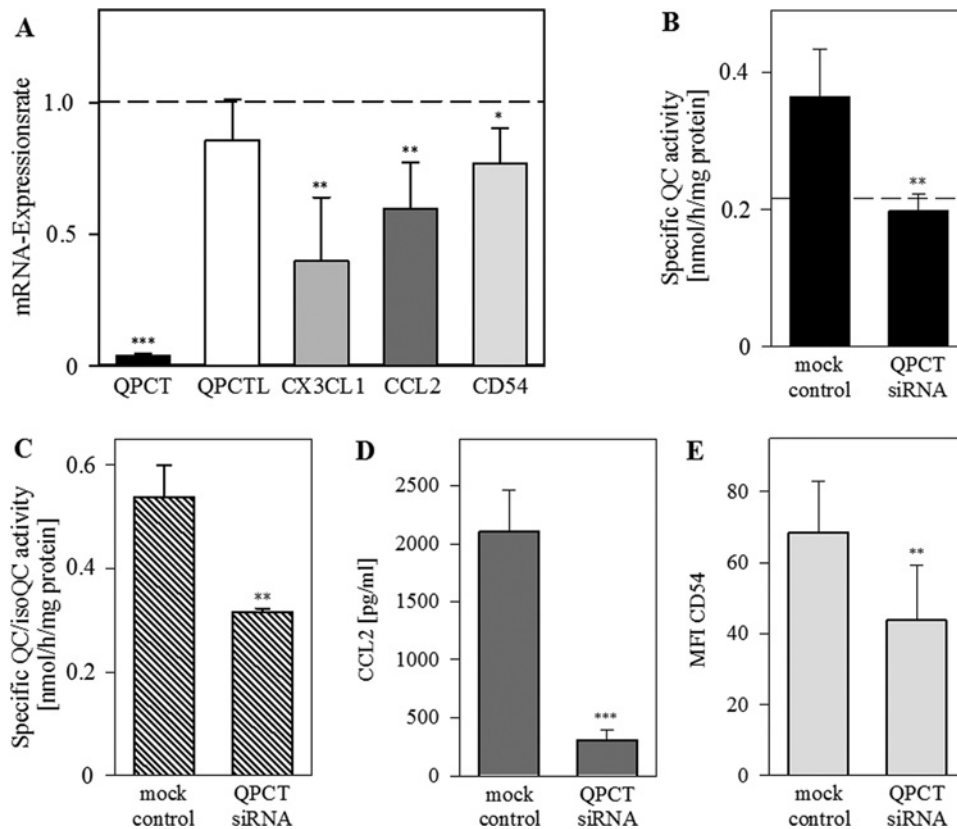 A
mRNA-Expressionsrate
1.0
0.5
0
***
**
**
*
QPCT QPCTL CX3CL1 CCL2 CD54
B
Specific QC activity
[nmol/h/mg protein]
0.4
0.2
0
**
mock control
QPCT siRNA
C
Specific QC/isoQC activity
[nmol/h/mg protein]
0.6
0.4
0.2
0
**
mock control
QPCT siRNA
D
CCL2 [pg/ml]
2500
2000
1500
1000
500
0
***
mock control
QPCT siRNA
E
MFI CD54
80
60
40
20
0
**
mock control
QPCT siRNA